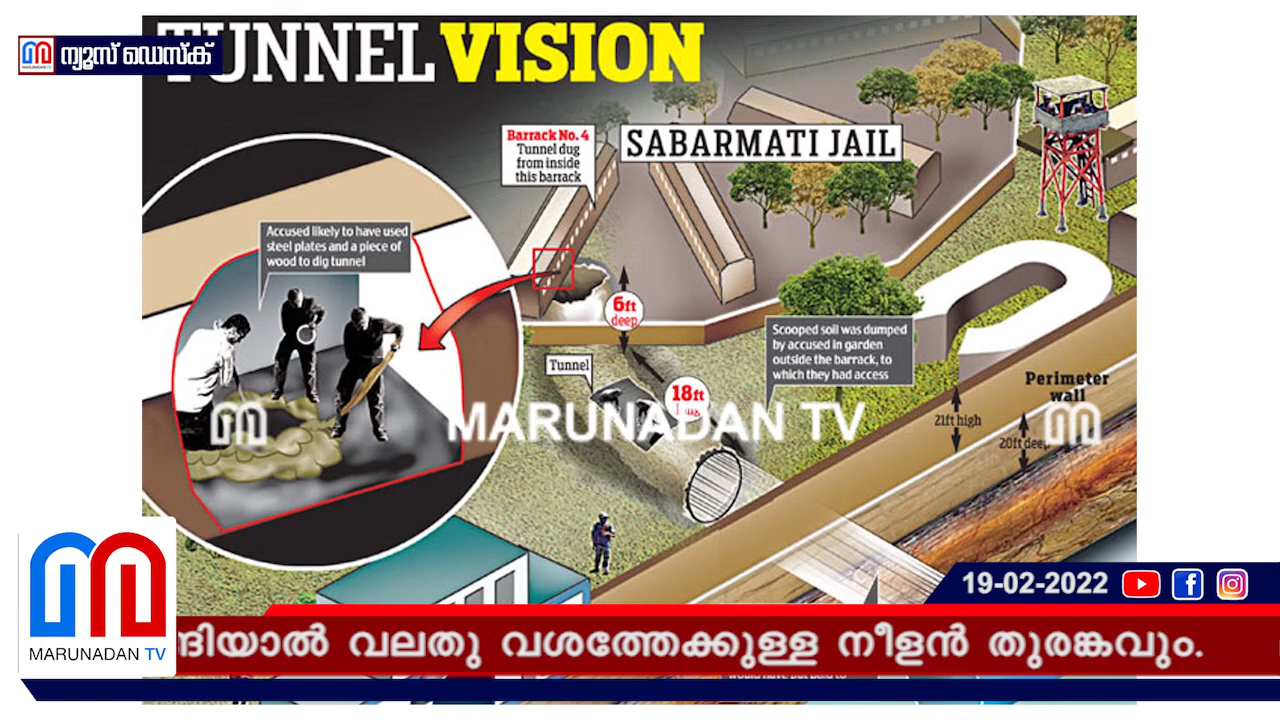 TUNNEL VISION
ന്യൂസ് ഡെസ്ക്
MARUNADAN TV
SABARMATI JAIL
Barrack No. 4
Tunnel dug
from inside
this barrack
Accused likely to have used
steel plates and a piece of
wood to dig tunnel
6ft
deep
Scooped soil was dumped
by accused in garden
outside the barrack, to
which they had access
Tunnel
18ft
Perimeter
wall
21ft high
20ft deep
MARUNADAN TV
19-02-2022
വലതു വശത്തേക്കുള്ള നീളൻ തുരങ്കവും.
MARUNADAN TV